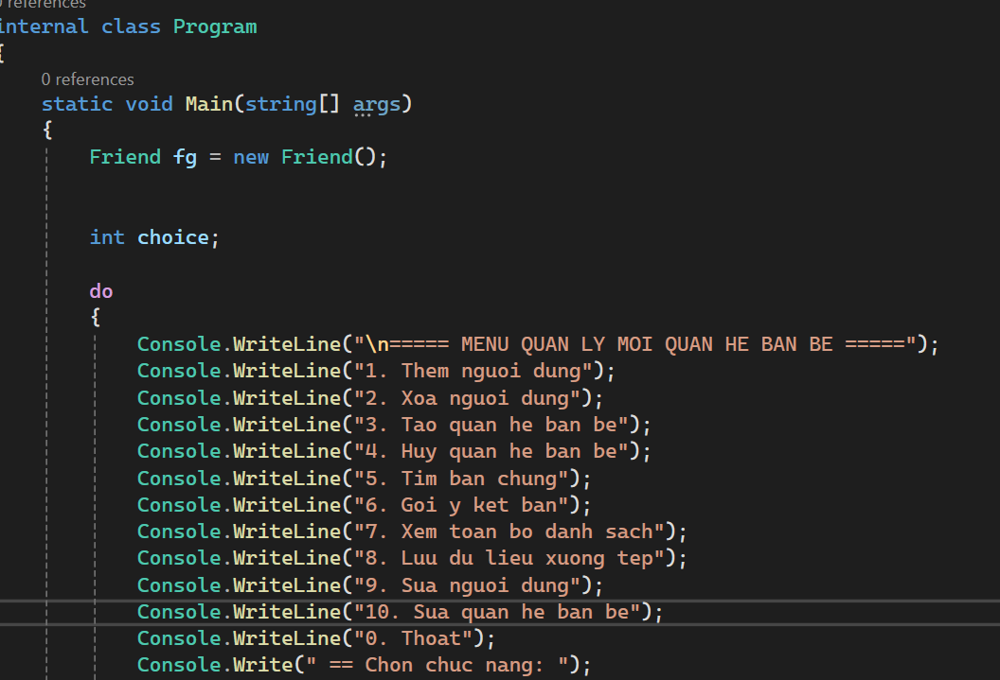 0 references
internal class Program
{
0 references
static void Main(string[] args)
{
Friend fg = new Friend();
int choice;
do
{
Console.WriteLine("\n===== MENU QUAN LY MOI QUAN HE BAN BE =====");
Console.WriteLine("1. Them nguoi dung");
Console.WriteLine("2. Xoa nguoi dung");
Console.WriteLine("3. Tao quan he ban be");
Console.WriteLine("4. Huy quan he ban be");
Console.WriteLine("5. Tim ban chung");
Console.WriteLine("6. Goi y ket ban");
Console.WriteLine("7. Xem toan bo danh sach");
Console.WriteLine("8. Luu du lieu xuong tep");
Console.WriteLine("9. Sua nguoi dung");
Console.WriteLine("10. Sua quan he ban be");
Console.WriteLine("0. Thoat");
Console.Write(" == Chon chuc nang: ");